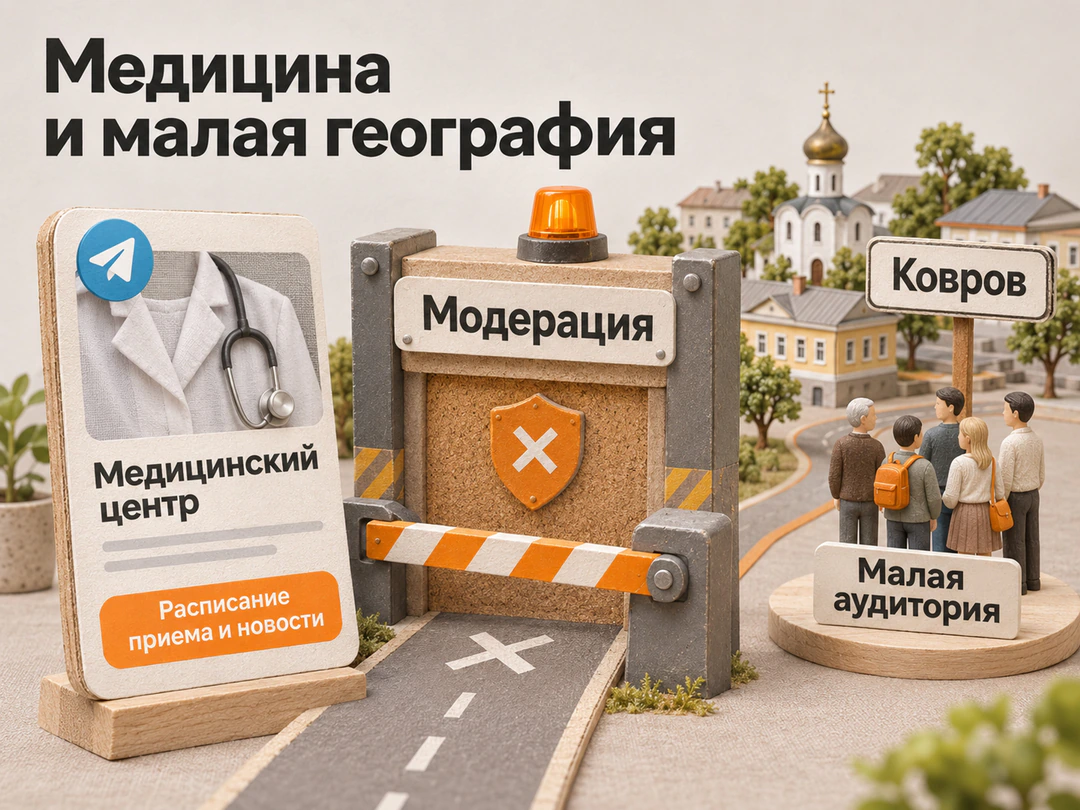 Медицина
и малая география
Медицинский
центр
Расписание
приема и новости
Модерация
Ковров
Малая
аудитория